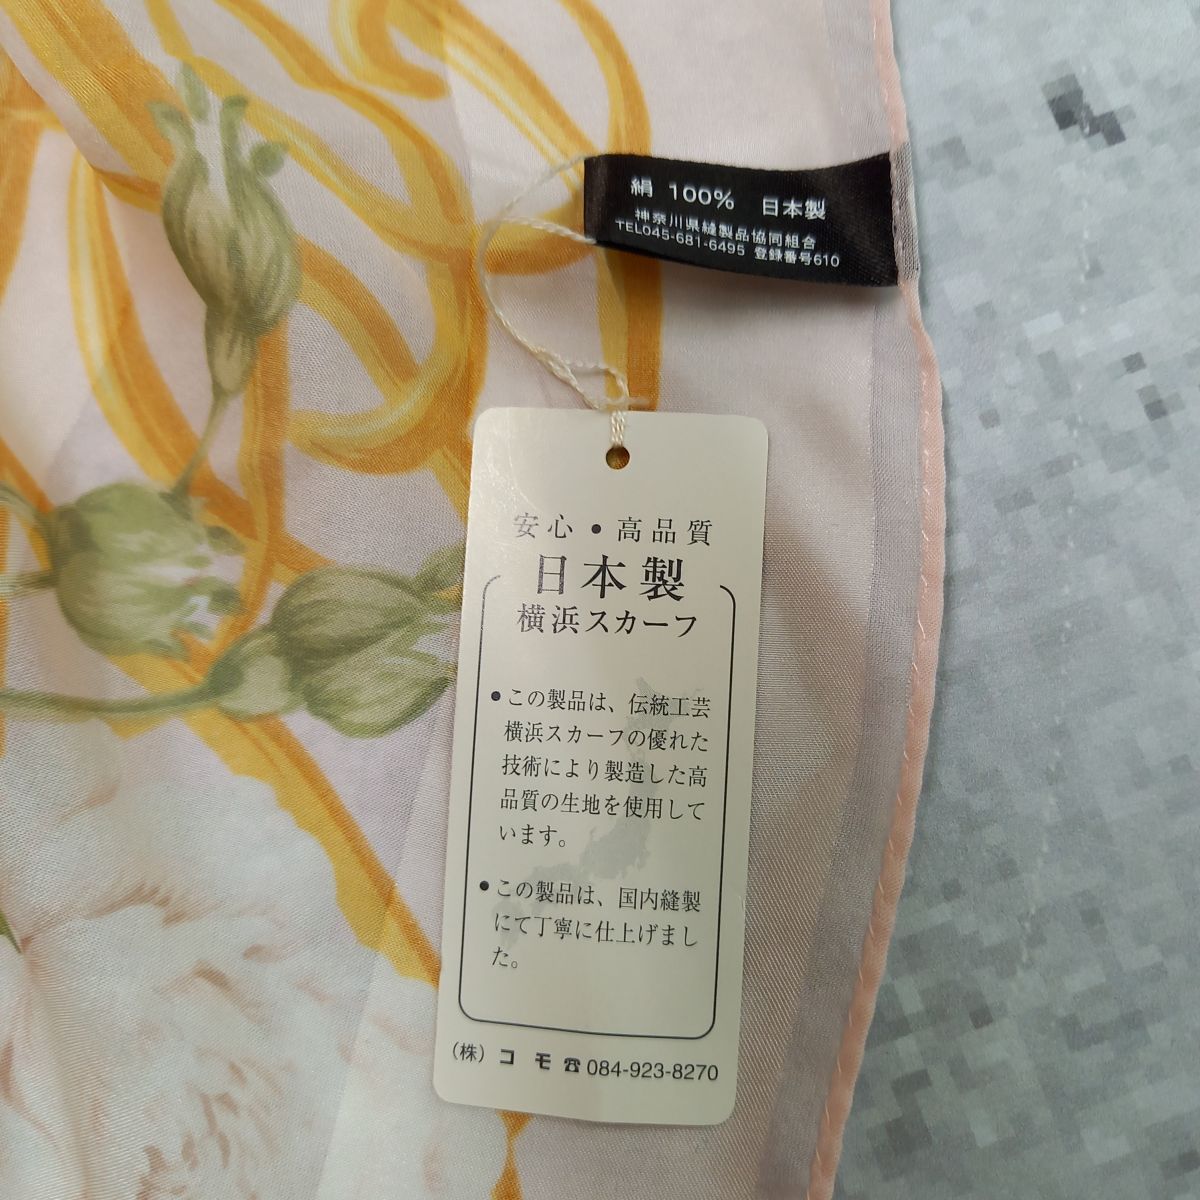 絹 100% 日本製
神奈川県縫製品協同組合
TEL045-681-6495 登録番号610
安心・高品質
日本製
横浜スカーフ
●この製品は、伝統工芸
横浜スカーフの優れた
技術により製造した高
品質の生地を使用して
います。
●この製品は、国内縫製
にて丁寧に仕上げまし
た。
(株) コモ ☎084-923-8270